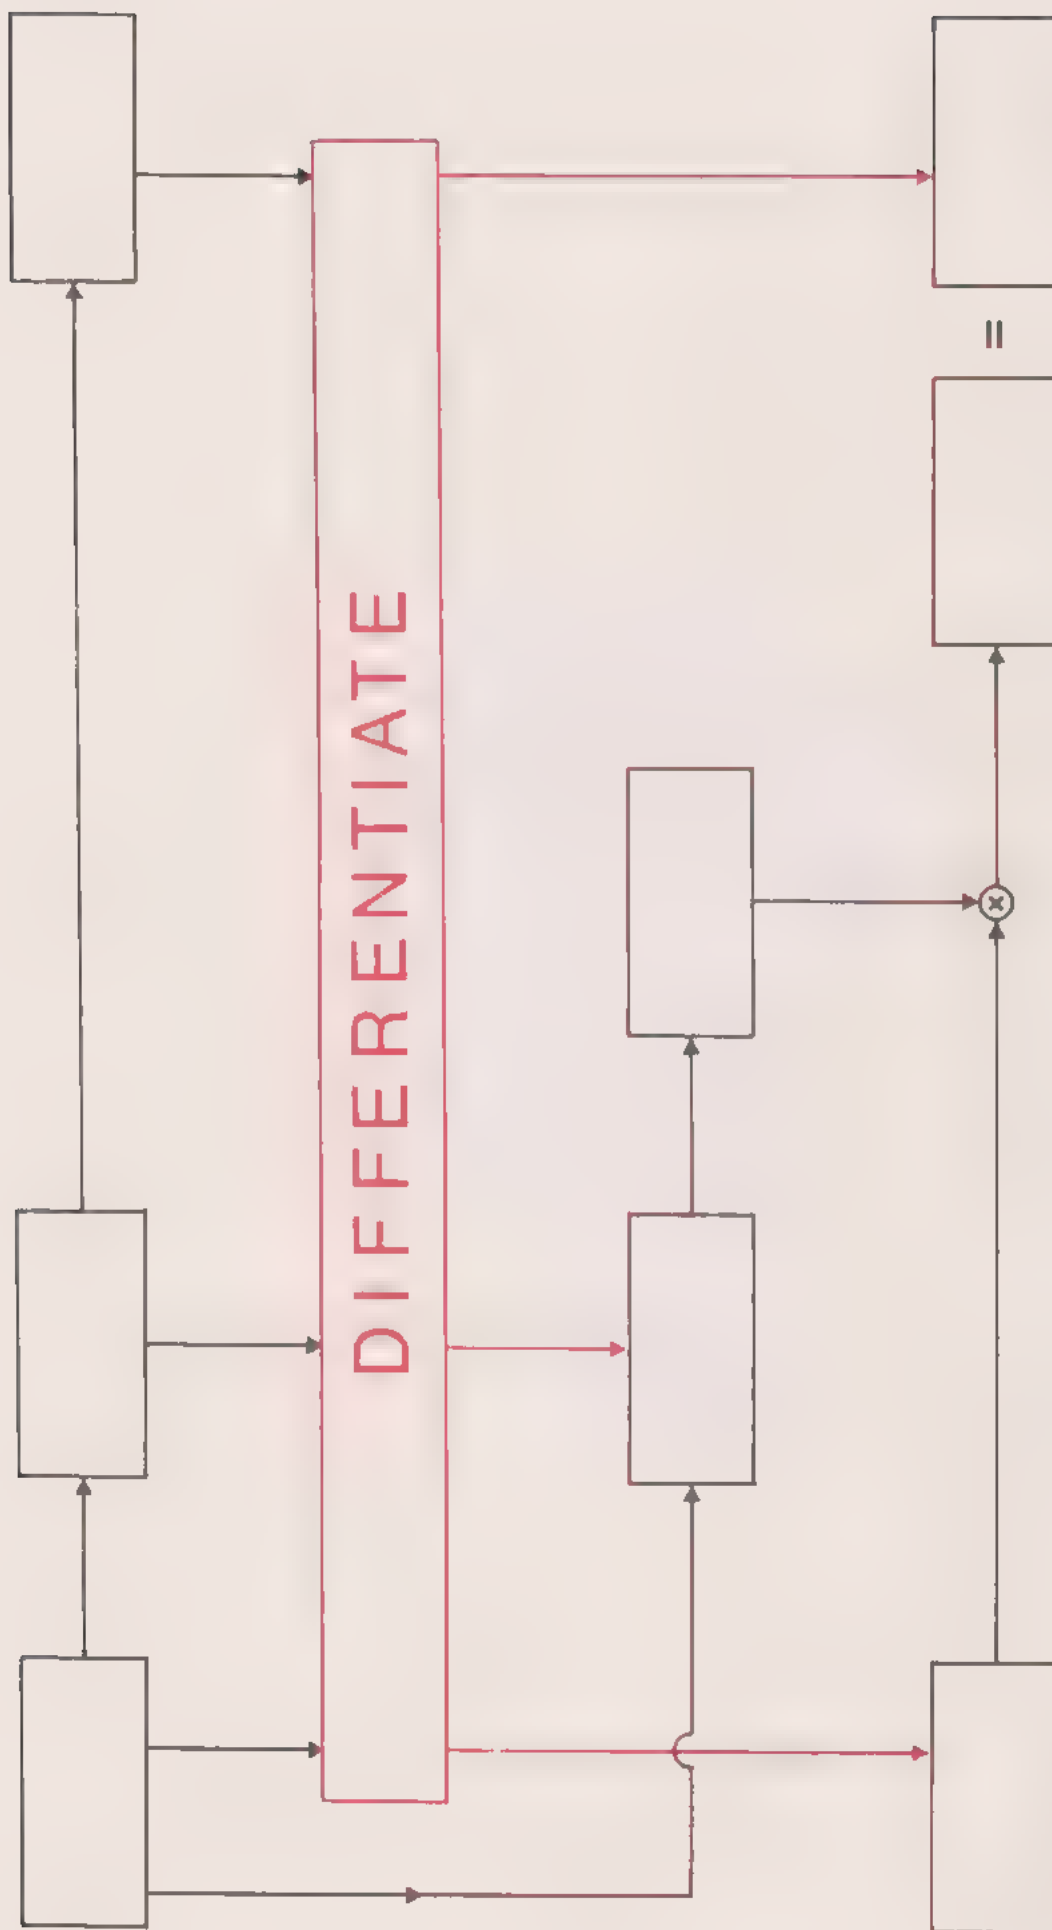 DIFFERENTIATE
=
×